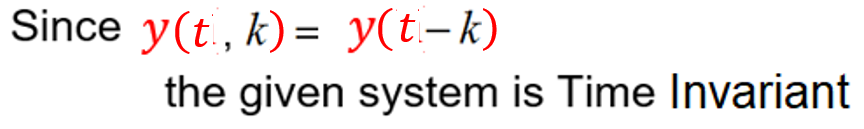 Since y(t, k) = y(t – k)
the given system is Time Invariant